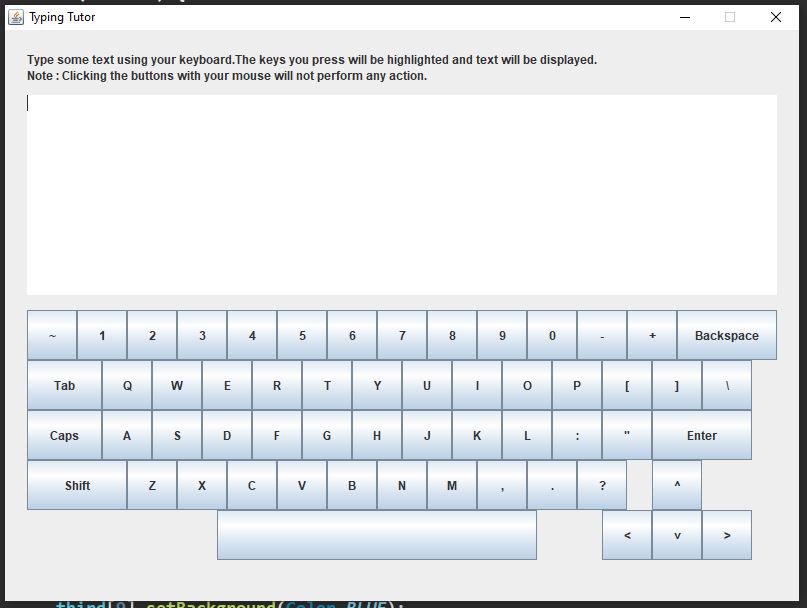 Typing Tutor
Type some text using your keyboard.The keys you press will be highlighted and text will be displayed.
Note : Clicking the buttons with your mouse will not perform any action.
~ 1 2 3 4 5 6 7 8 9 0 - + Backspace
Tab Q W E R T Y U I O P [ ] \
Caps A S D F G H J K L : " Enter
Shift Z X C V B N M , . ? ^
< v >
third[9].setBackground(Color.BLUE);